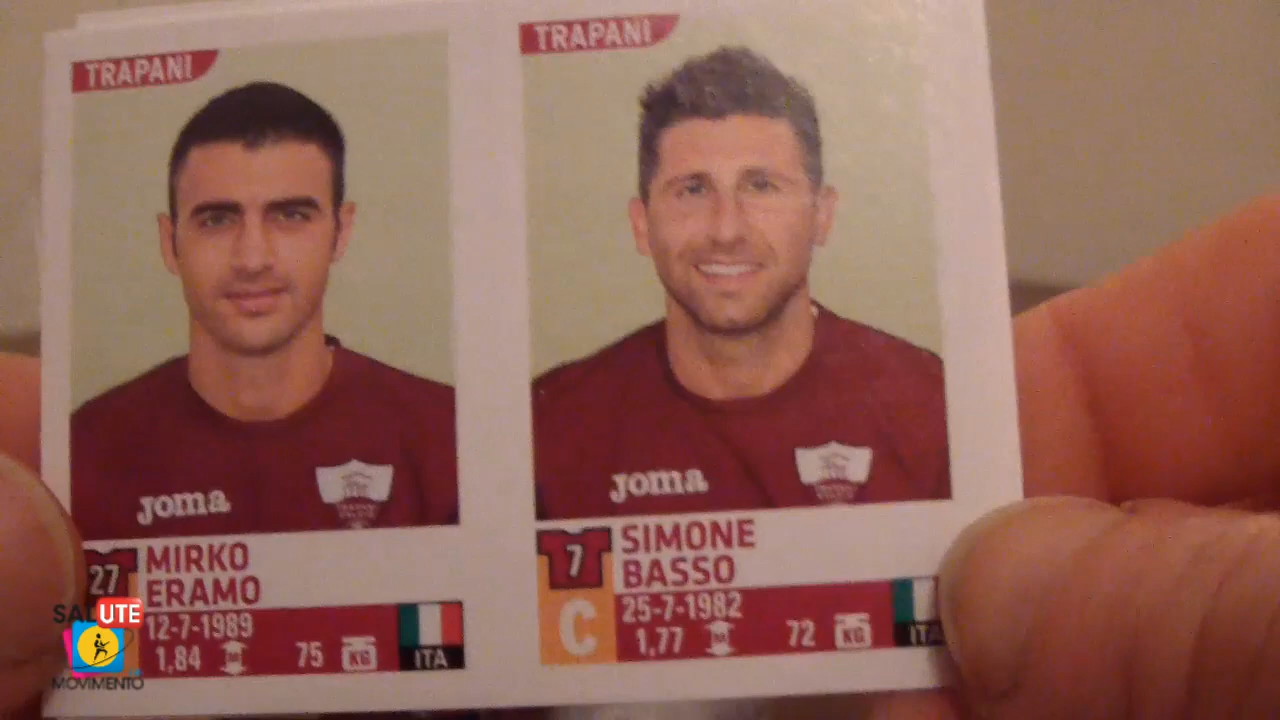 TRAPANI
joma
27
MIRKO
ERAMO
12-7-1989
1,84
75 KG
ITA
TRAPANI
joma
7
SIMONE
BASSO
C
25-7-1982
1,77
72 KG
ITA
SALUTE
MOVIMENTO